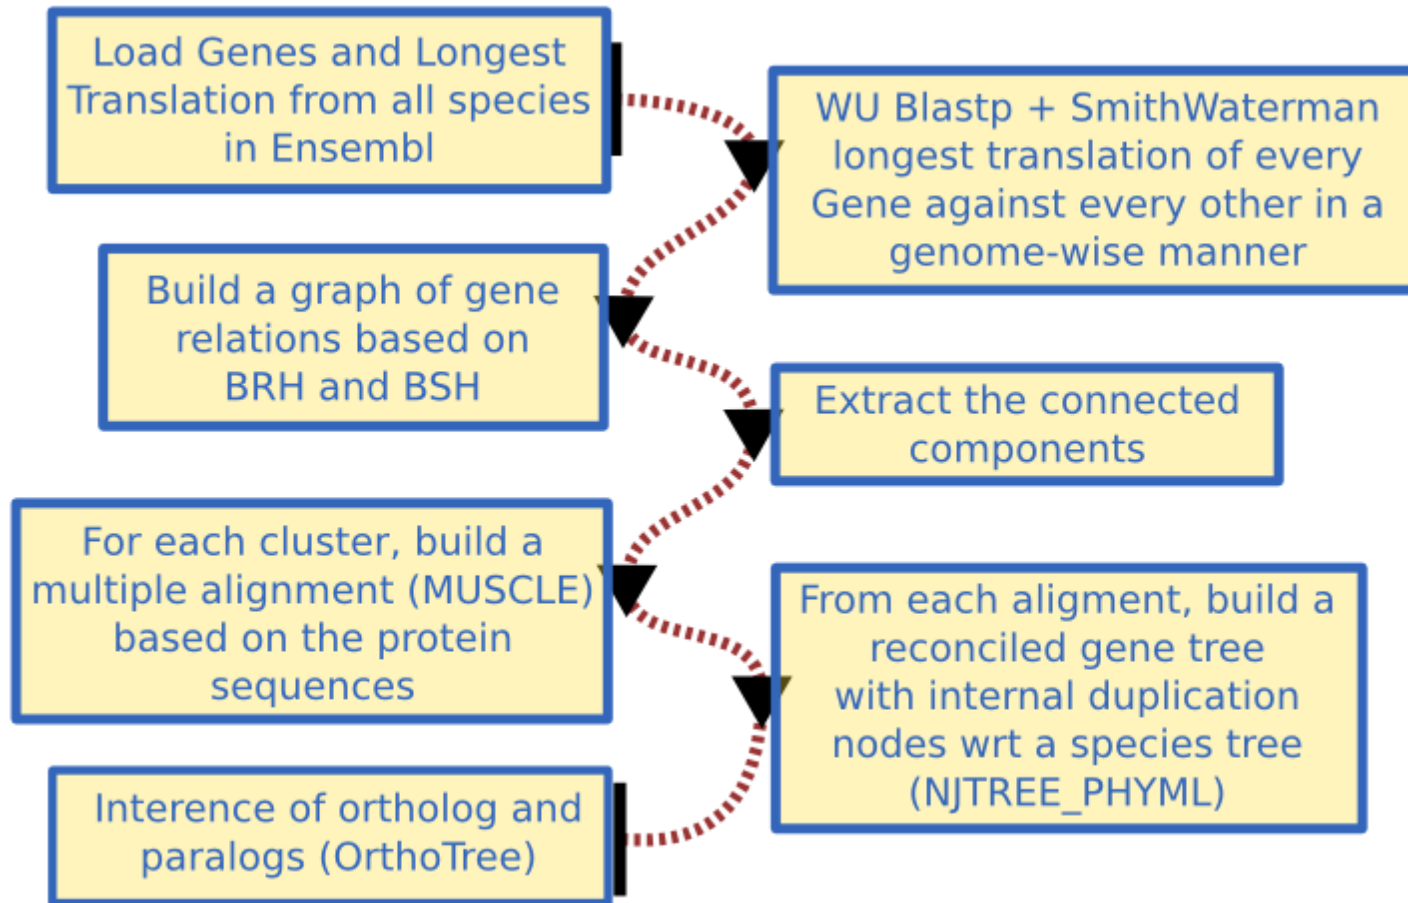 Load Genes and Longest
Translation from all species
in Ensembl
WU Blastp + SmithWaterman
longest translation of every
Gene against every other in a
genome-wise manner
Build a graph of gene
relations based on
BRH and BSH
Extract the connected
components
For each cluster, build a
multiple alignment (MUSCLE)
based on the protein
sequences
From each aligment, build a
reconciled gene tree
with internal duplication
nodes wrt a species tree
(NJTREE_PHYML)
Interence of ortholog and
paralogs (OrthoTree)